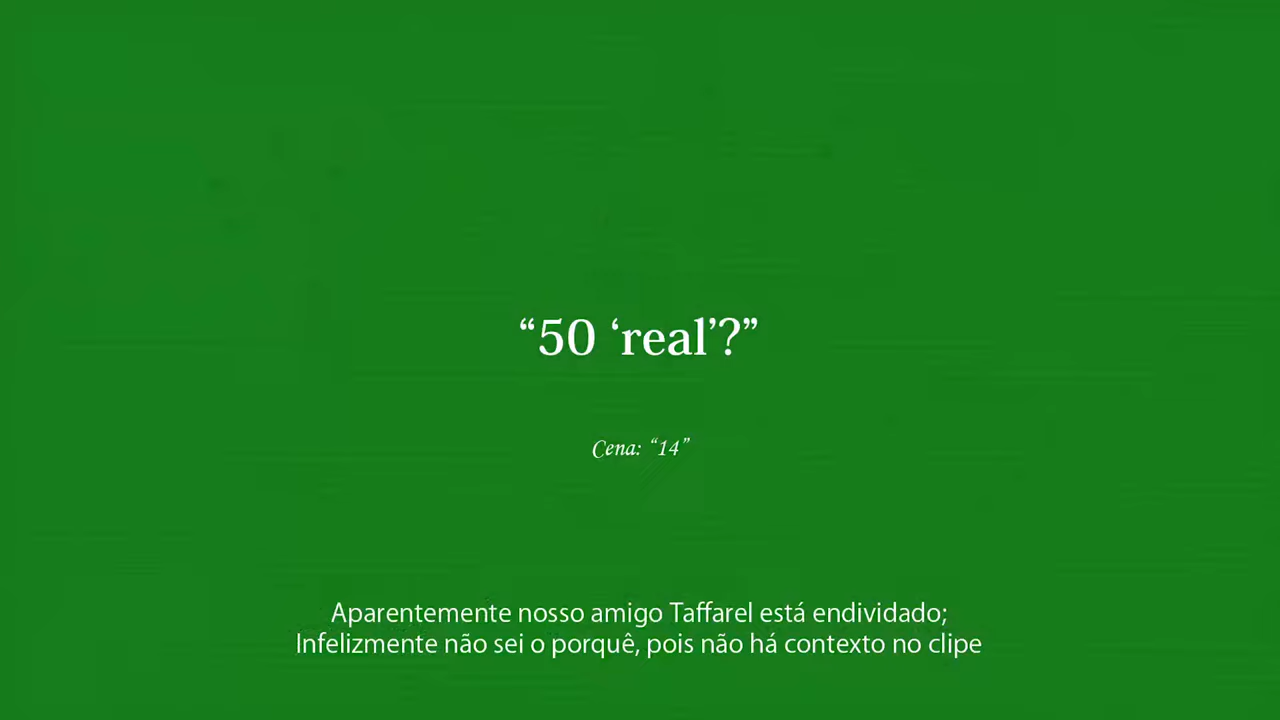 “50 ‘real’?”
Cena: “14”
Aparentemente nosso amigo Taffarel está endividado;
Infelizmente não sei o porquê, pois não há contexto no clipe